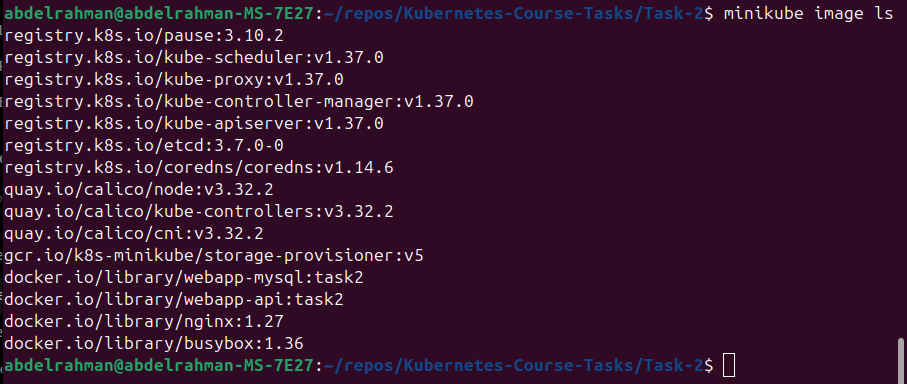 abdelrahman@abdelrahman-MS-7E27:~/repos/Kubernetes-Course-Tasks/Task-2$ minikube image ls
registry.k8s.io/pause:3.10.2
registry.k8s.io/kube-scheduler:v1.37.0
registry.k8s.io/kube-proxy:v1.37.0
registry.k8s.io/kube-controller-manager:v1.37.0
registry.k8s.io/kube-apiserver:v1.37.0
registry.k8s.io/etcd:3.7.0-0
registry.k8s.io/coredns/coredns:v1.14.6
quay.io/calico/node:v3.32.2
quay.io/calico/kube-controllers:v3.32.2
quay.io/calico/cni:v3.32.2
gcr.io/k8s-minikube/storage-provisioner:v5
docker.io/library/webapp-mysql:task2
docker.io/library/webapp-api:task2
docker.io/library/nginx:1.27
docker.io/library/busybox:1.36
abdelrahman@abdelrahman-MS-7E27:~/repos/Kubernetes-Course-Tasks/Task-2$